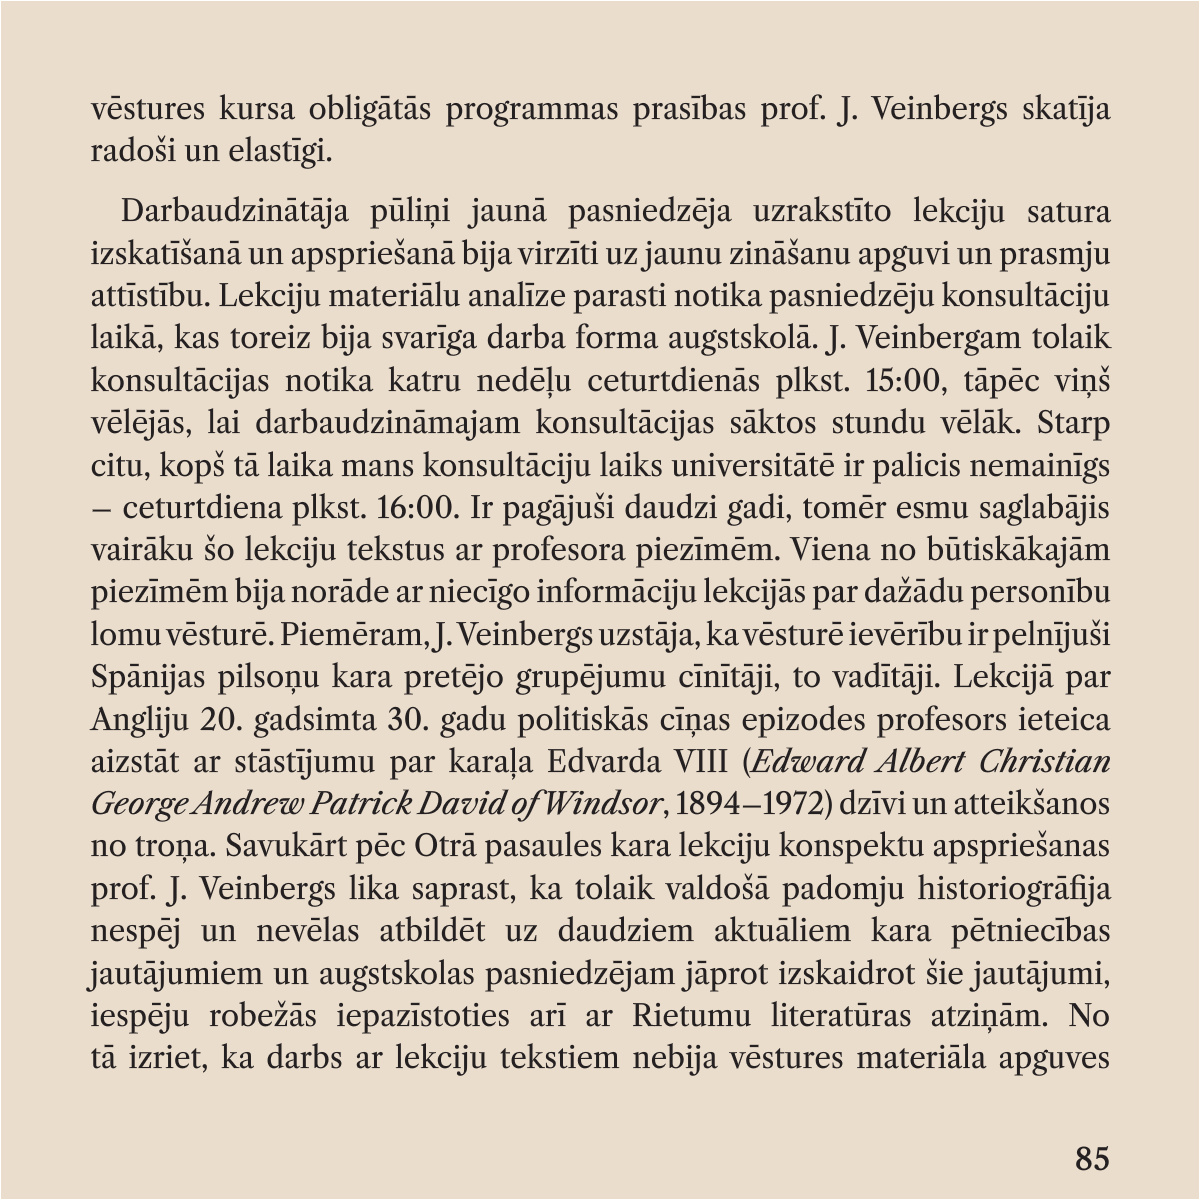 vēstures kursa obligātās programmas prasības prof. J. Veinbergs skatīja
radoši un elastīgi.
Darbaudzinātāja pūliņi jaunā pasniedzēja uzrakstīto lekciju satura
izskatīšanā un apspriešanā bija virzīti uz jaunu zināšanu apguvi un prasmju
attīstību. Lekciju materiālu analīze parasti notika pasniedzēju konsultāciju
laikā, kas toreiz bija svarīga darba forma augstskolā. J. Veinbergam tolaik
konsultācijas notika katru nedēļu ceturtdienās plkst. 15:00, tāpēc viņš
vēlējās, lai darbaudzināmajam konsultācijas sāktos stundu vēlāk. Starp
citu, kopš tā laika mans konsultāciju laiks universitātē ir palicis nemainīgs
– ceturtdiena plkst. 16:00. Ir pagājuši daudzi gadi, tomēr esmu saglabājis
vairāku šo lekciju tekstus ar profesora piezīmēm. Viena no būtiskākajām
piezīmēm bija norāde ar niecīgo informāciju lekcijās par dažādu personību
lomu vēsturē. Piemēram, J. Veinbergs uzstāja, ka vēsturē ievērību ir pelnījuši
Spānijas pilsoņu kara pretējo grupējumu cīnītāji, to vadītāji. Lekcijā par
Angliju 20. gadsimta 30. gadu politiskās cīņas epizodes profesors ieteica
aizstāt ar stāstījumu par karaļa Edvarda VIII (Edward Albert Christian
George Andrew Patrick David of Windsor, 1894–1972) dzīvi un atteikšanos
no troņa. Savukārt pēc Otrā pasaules kara lekciju konspektu apspriešanas
prof. J. Veinbergs lika saprast, ka tolaik valdošā padomju historiogrāfija
nespēj un nevēlas atbildēt uz daudziem aktuāliem kara pētniecības
jautājumiem un augstskolas pasniedzējam jāprot izskaidrot šie jautājumi,
iespēju robežās iepazīstoties arī ar Rietumu literatūras atziņām. No
tā izriet, ka darbs ar lekciju tekstiem nebija vēstures materiāla apguves
85